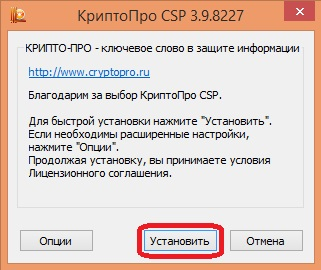 КриптоПро CSP 3.9.8227
КРИПТО-ПРО - ключевое слово в защите информации
http://www.cryptopro.ru
Благодарим за выбор КриптоПро CSP.
Для быстрой установки нажмите "Установить".
Если необходимы расширенные настройки,
нажмите "Опции".
Продолжая установку, вы принимаете условия
Лицензионного соглашения.
Опции
Установить
Отмена